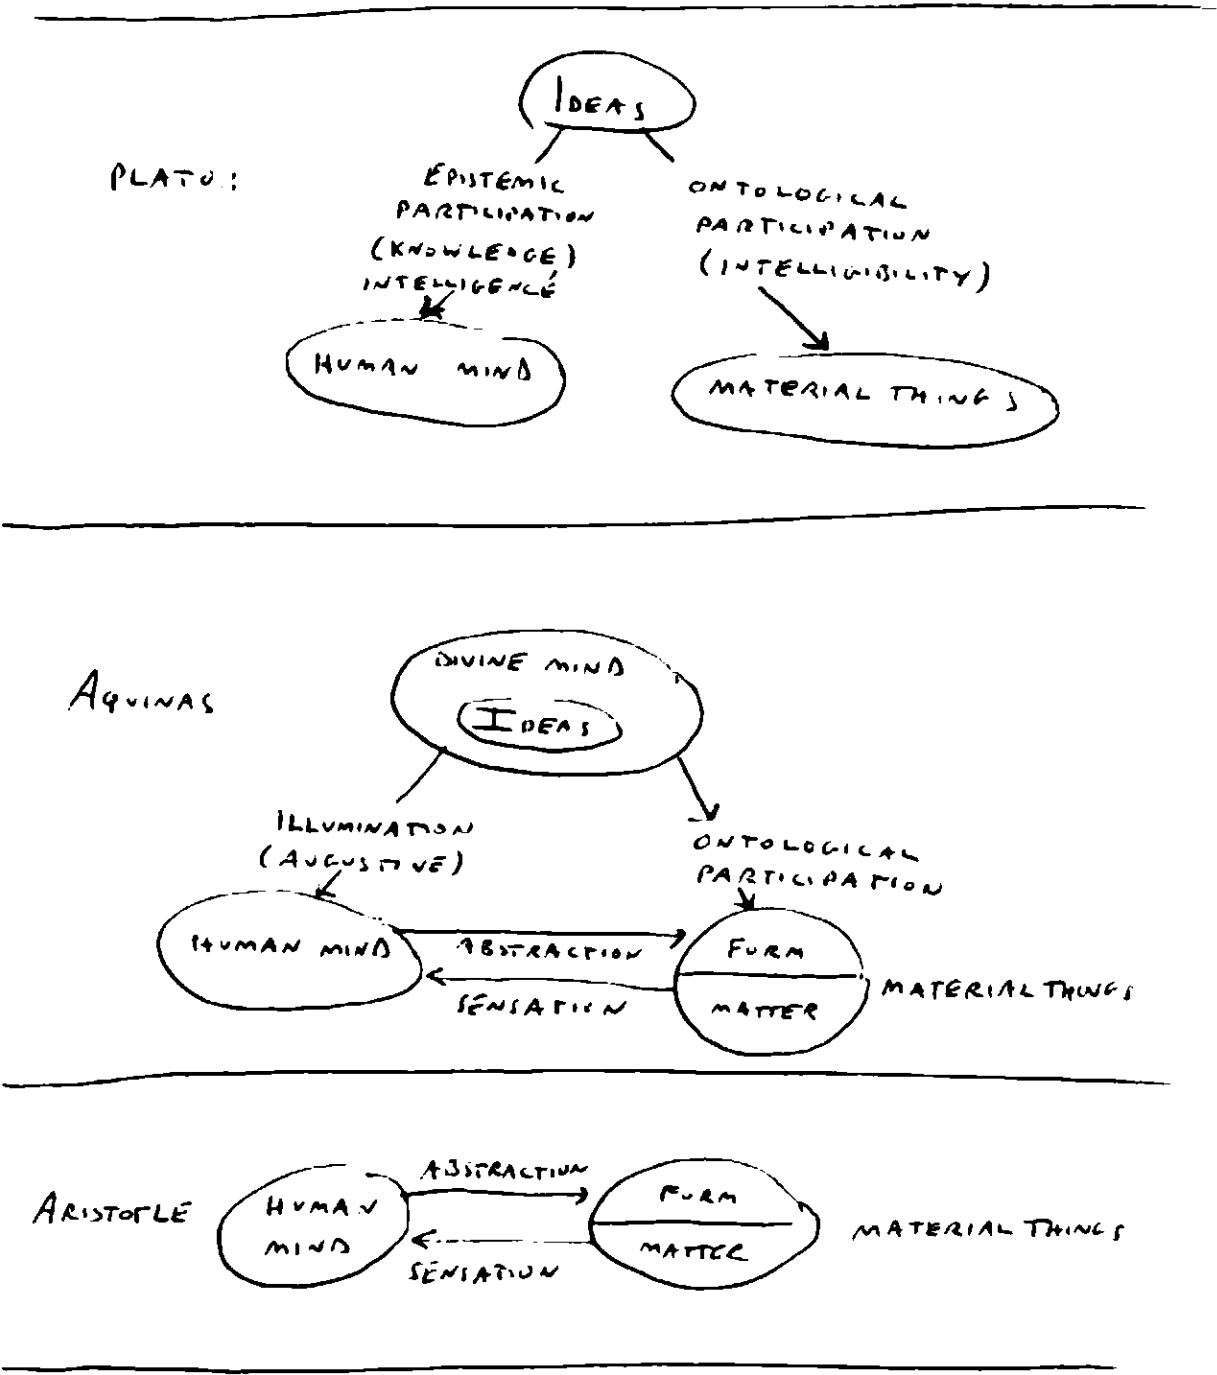 IDEAS
PLATO:
EPISTEMIC
PARTICIPATION
(KNOWLEDGE)
INTELLIGENCE
ONTOLOGICAL
PARTICIPATION
(INTELLIGIBILITY)
HUMAN MIND
MATERIAL THINGS
DIVINE MIND
IDEAS
AQUINAS
ILLUMINATION
(AUGUSTINE)
ONTOLOGICAL
PARTICIPATION
HUMAN MIND
ABSTRACTION
SENSATION
FORM
MATTER
MATERIAL THINGS
ARISTOTLE
HUMAN
MIND
ABSTRACTION
SENSATION
FORM
MATTER
MATERIAL THINGS